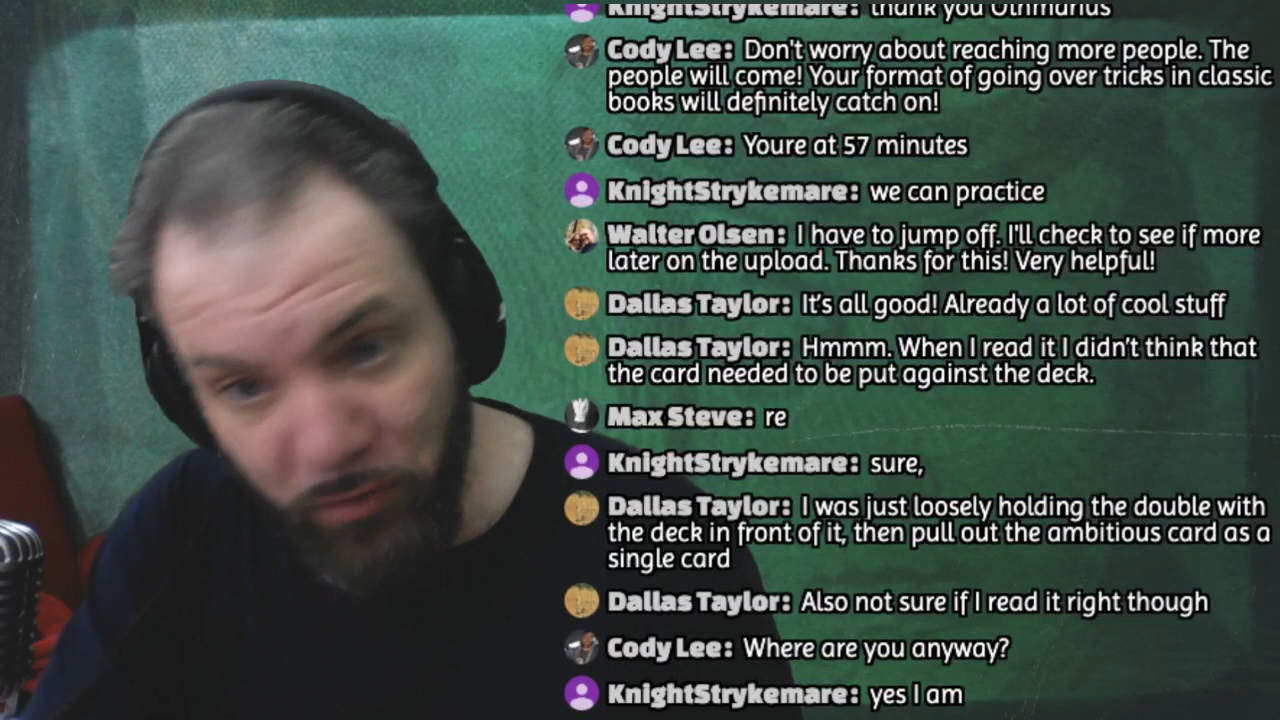 KnightStrykemare: thank you Othmanus
Cody Lee: Don't worry about reaching more people. The
people will come! Your format of going over tricks in classic
books will definitely catch on!
Cody Lee: Youre at 57 minutes
KnightStrykemare: we can practice
Walter Olsen: I have to jump off. I'll check to see if more
later on the upload. Thanks for this! Very helpful!
Dallas Taylor: It's all good! Already a lot of cool stuff
Dallas Taylor: Hmmm. When I read it I didn't think that
the card needed to be put against the deck.
Max Steve: re
KnightStrykemare: sure,
Dallas Taylor: I was just loosely holding the double with
the deck in front of it, then pull out the ambitious card as a
single card
Dallas Taylor: Also not sure if I read it right though
Cody Lee: Where are you anyway?
KnightStrykemare: yes I am